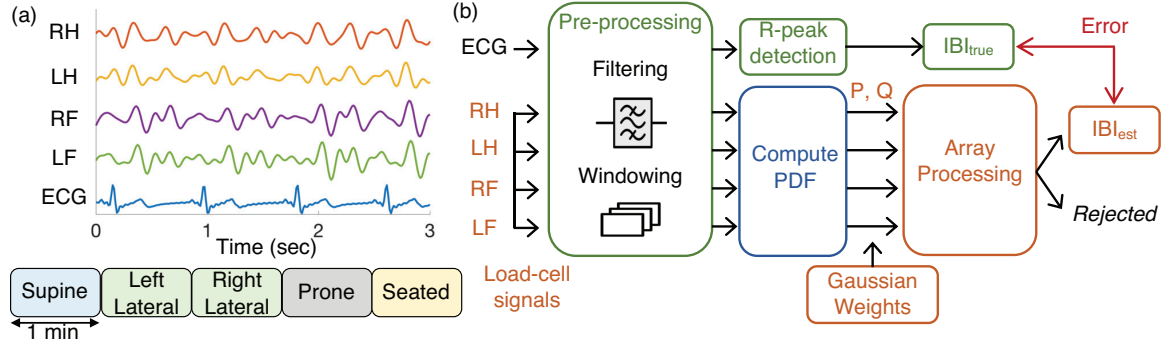 (a)
RH
LH
RF
LF
ECG
0 1 2 3
Time (sec)
Supine
Left
Lateral
Right
Lateral
Prone
Seated
1 min
(b)
ECG
RH
LH
RF
LF
Load-cell
signals
Pre-processing
Filtering
Windowing
R-peak
detection
IBItrue
Error
Compute
PDF
P, Q
Gaussian
Weights
Array
Processing
IBIest
Rejected